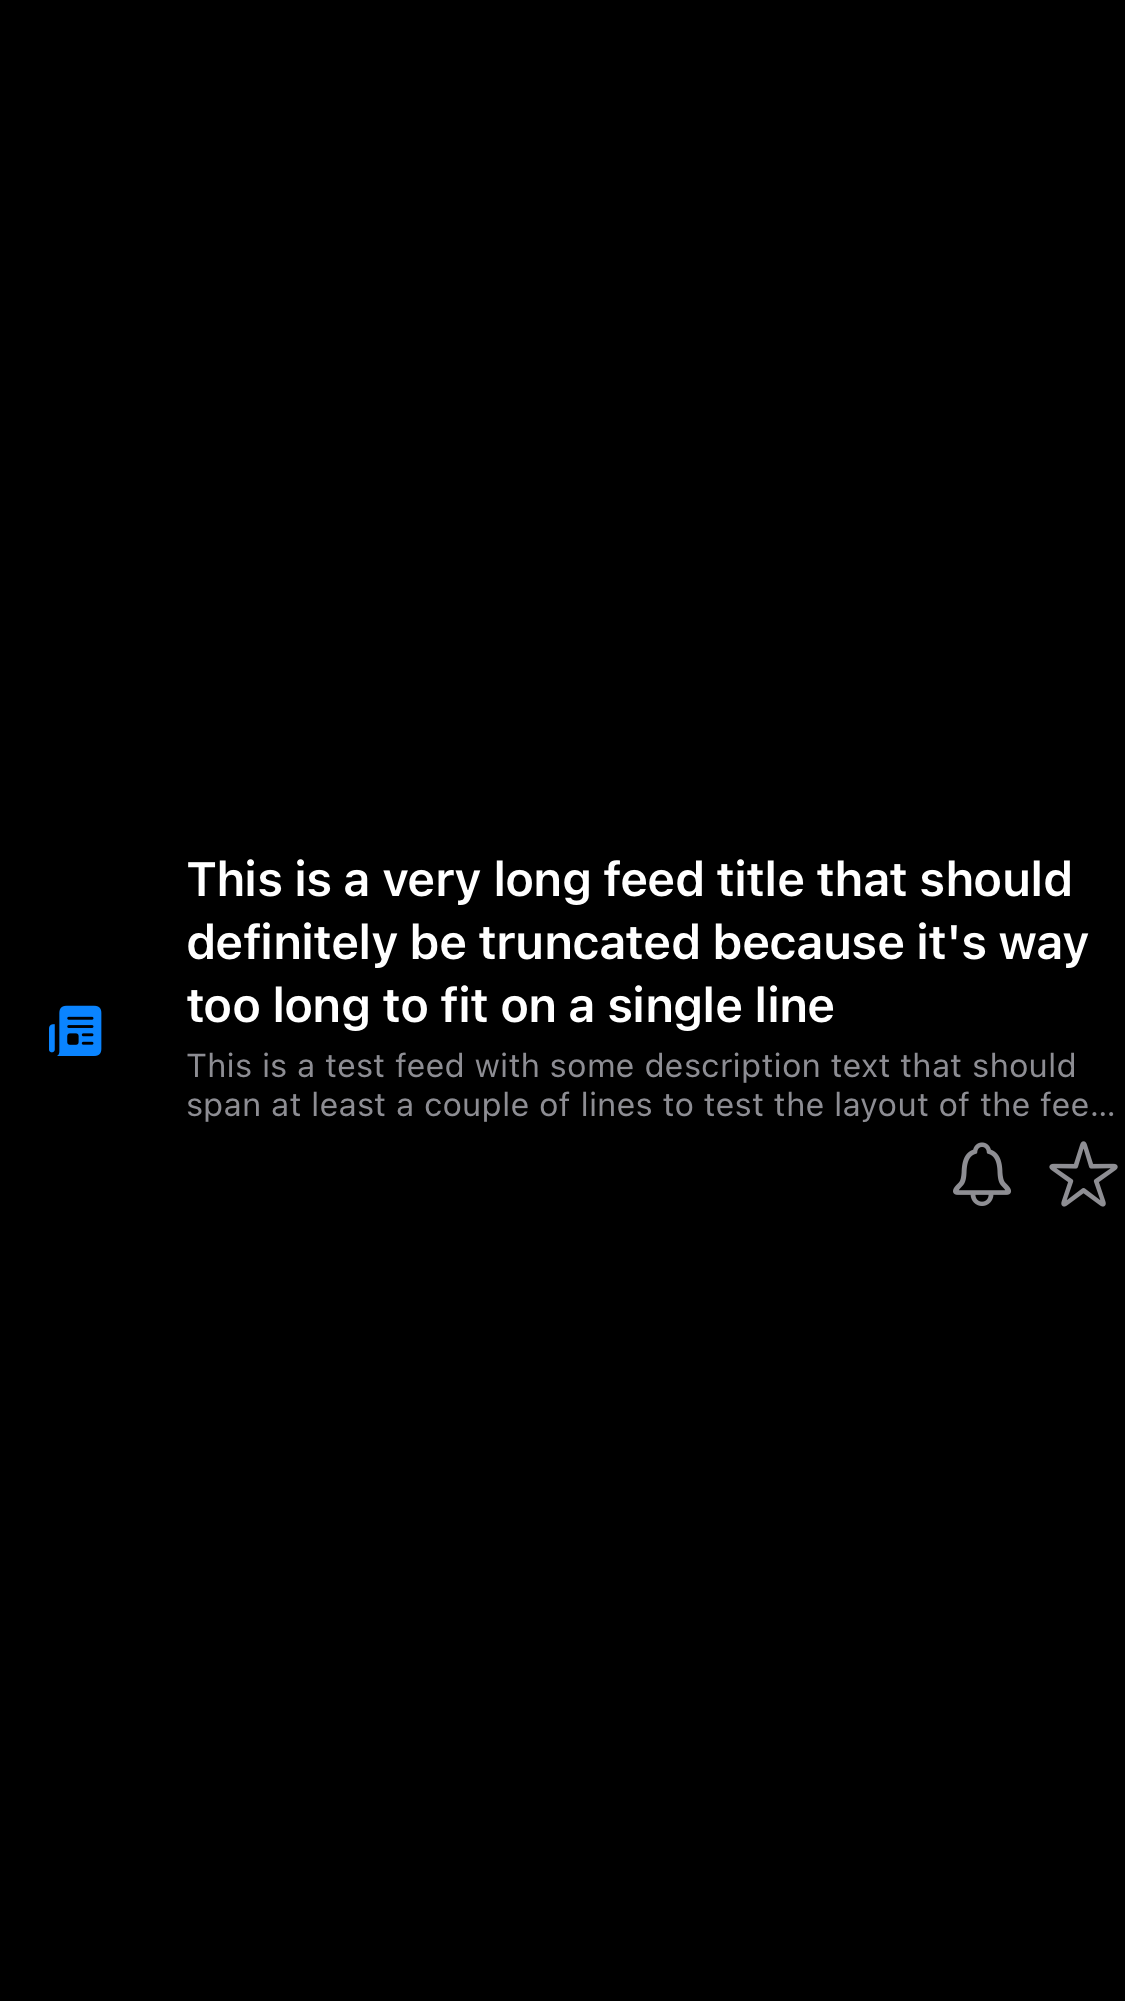 This is a very long feed title that should
definitely be truncated because it's way
too long to fit on a single line
This is a test feed with some description text that should
span at least a couple of lines to test the layout of the fee…